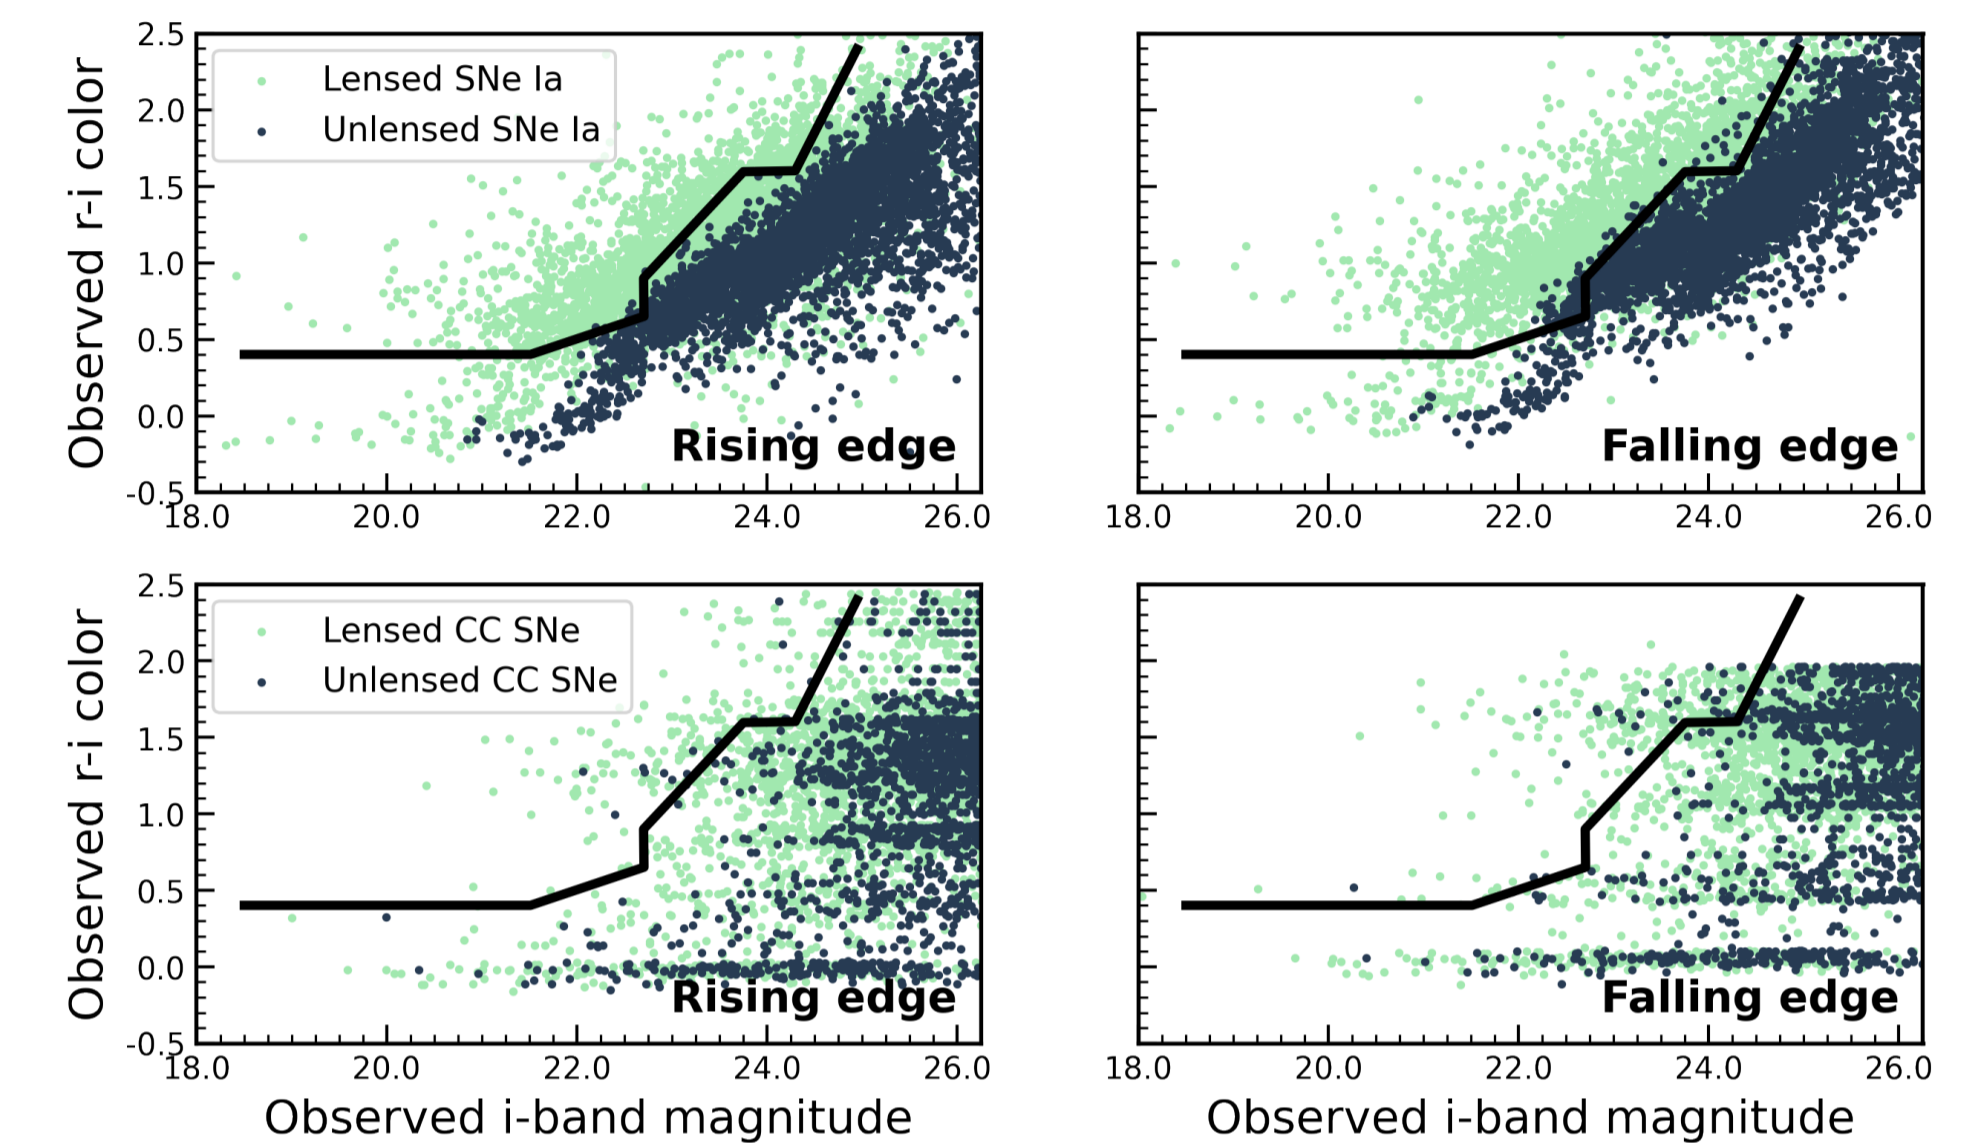 Observed r-i color
2.5
2.0
1.5
1.0
0.5
0.0
-0.5
Lensed SNe Ia
Unlensed SNe Ia
Rising edge
18.0 20.0 22.0 24.0 26.0
Falling edge
18.0 20.0 22.0 24.0 26.0
Observed r-i color
2.5
2.0
1.5
1.0
0.5
0.0
-0.5
Lensed CC SNe
Unlensed CC SNe
Rising edge
18.0 20.0 22.0 24.0 26.0
Observed i-band magnitude
Falling edge
18.0 20.0 22.0 24.0 26.0
Observed i-band magnitude